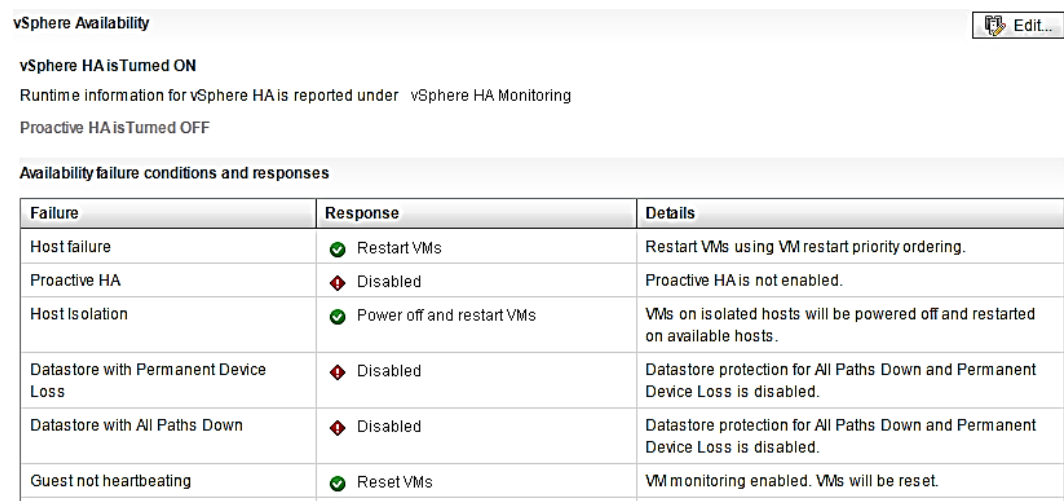 vSphere Availability
Edit...
vSphere HA is Turned ON
Runtime information for vSphere HA is reported under vSphere HA Monitoring
Proactive HA is Turned OFF
Availability failure conditions and responses
Failure Response Details
Host failure Restart VMs Restart VMs using VM restart priority ordering.
Proactive HA Disabled Proactive HA is not enabled.
Host Isolation Power off and restart VMs VMs on isolated hosts will be powered off and restarted
on available hosts.
Datastore with Permanent Device Disabled Datastore protection for All Paths Down and Permanent
Loss Device Loss is disabled.
Datastore with All Paths Down Disabled Datastore protection for All Paths Down and Permanent
Device Loss is disabled.
Guest not heartbeating Reset VMs VM monitoring enabled. VMs will be reset.